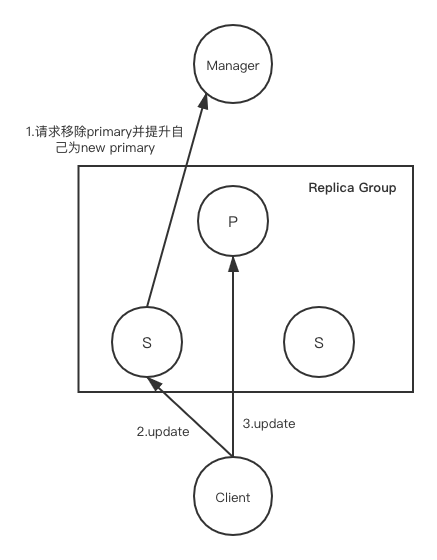 Manager
1.请求移除primary并提升自
己为new primary
Replica Group
P
S
S
2.update
3.update
Client